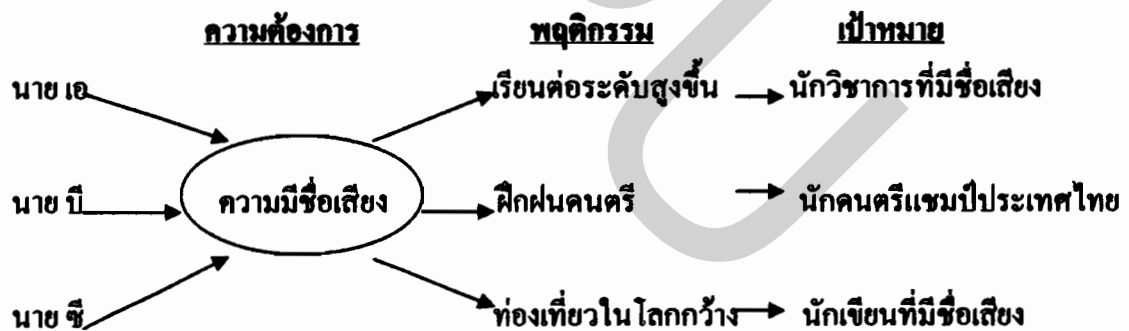 ความต้องการ พฤติกรรม เป้าหมาย
นาย เอ เรียนต่อระดับสูงขึ้น นักวิชาการที่มีชื่อเสียง
นาย บี ความมีชื่อเสียง ฝึกฝนดนตรี นักดนตรีแชมป์ประเทศไทย
นาย ซี ท่องเที่ยวในโลกกว้าง นักเขียนที่มีชื่อเสียง